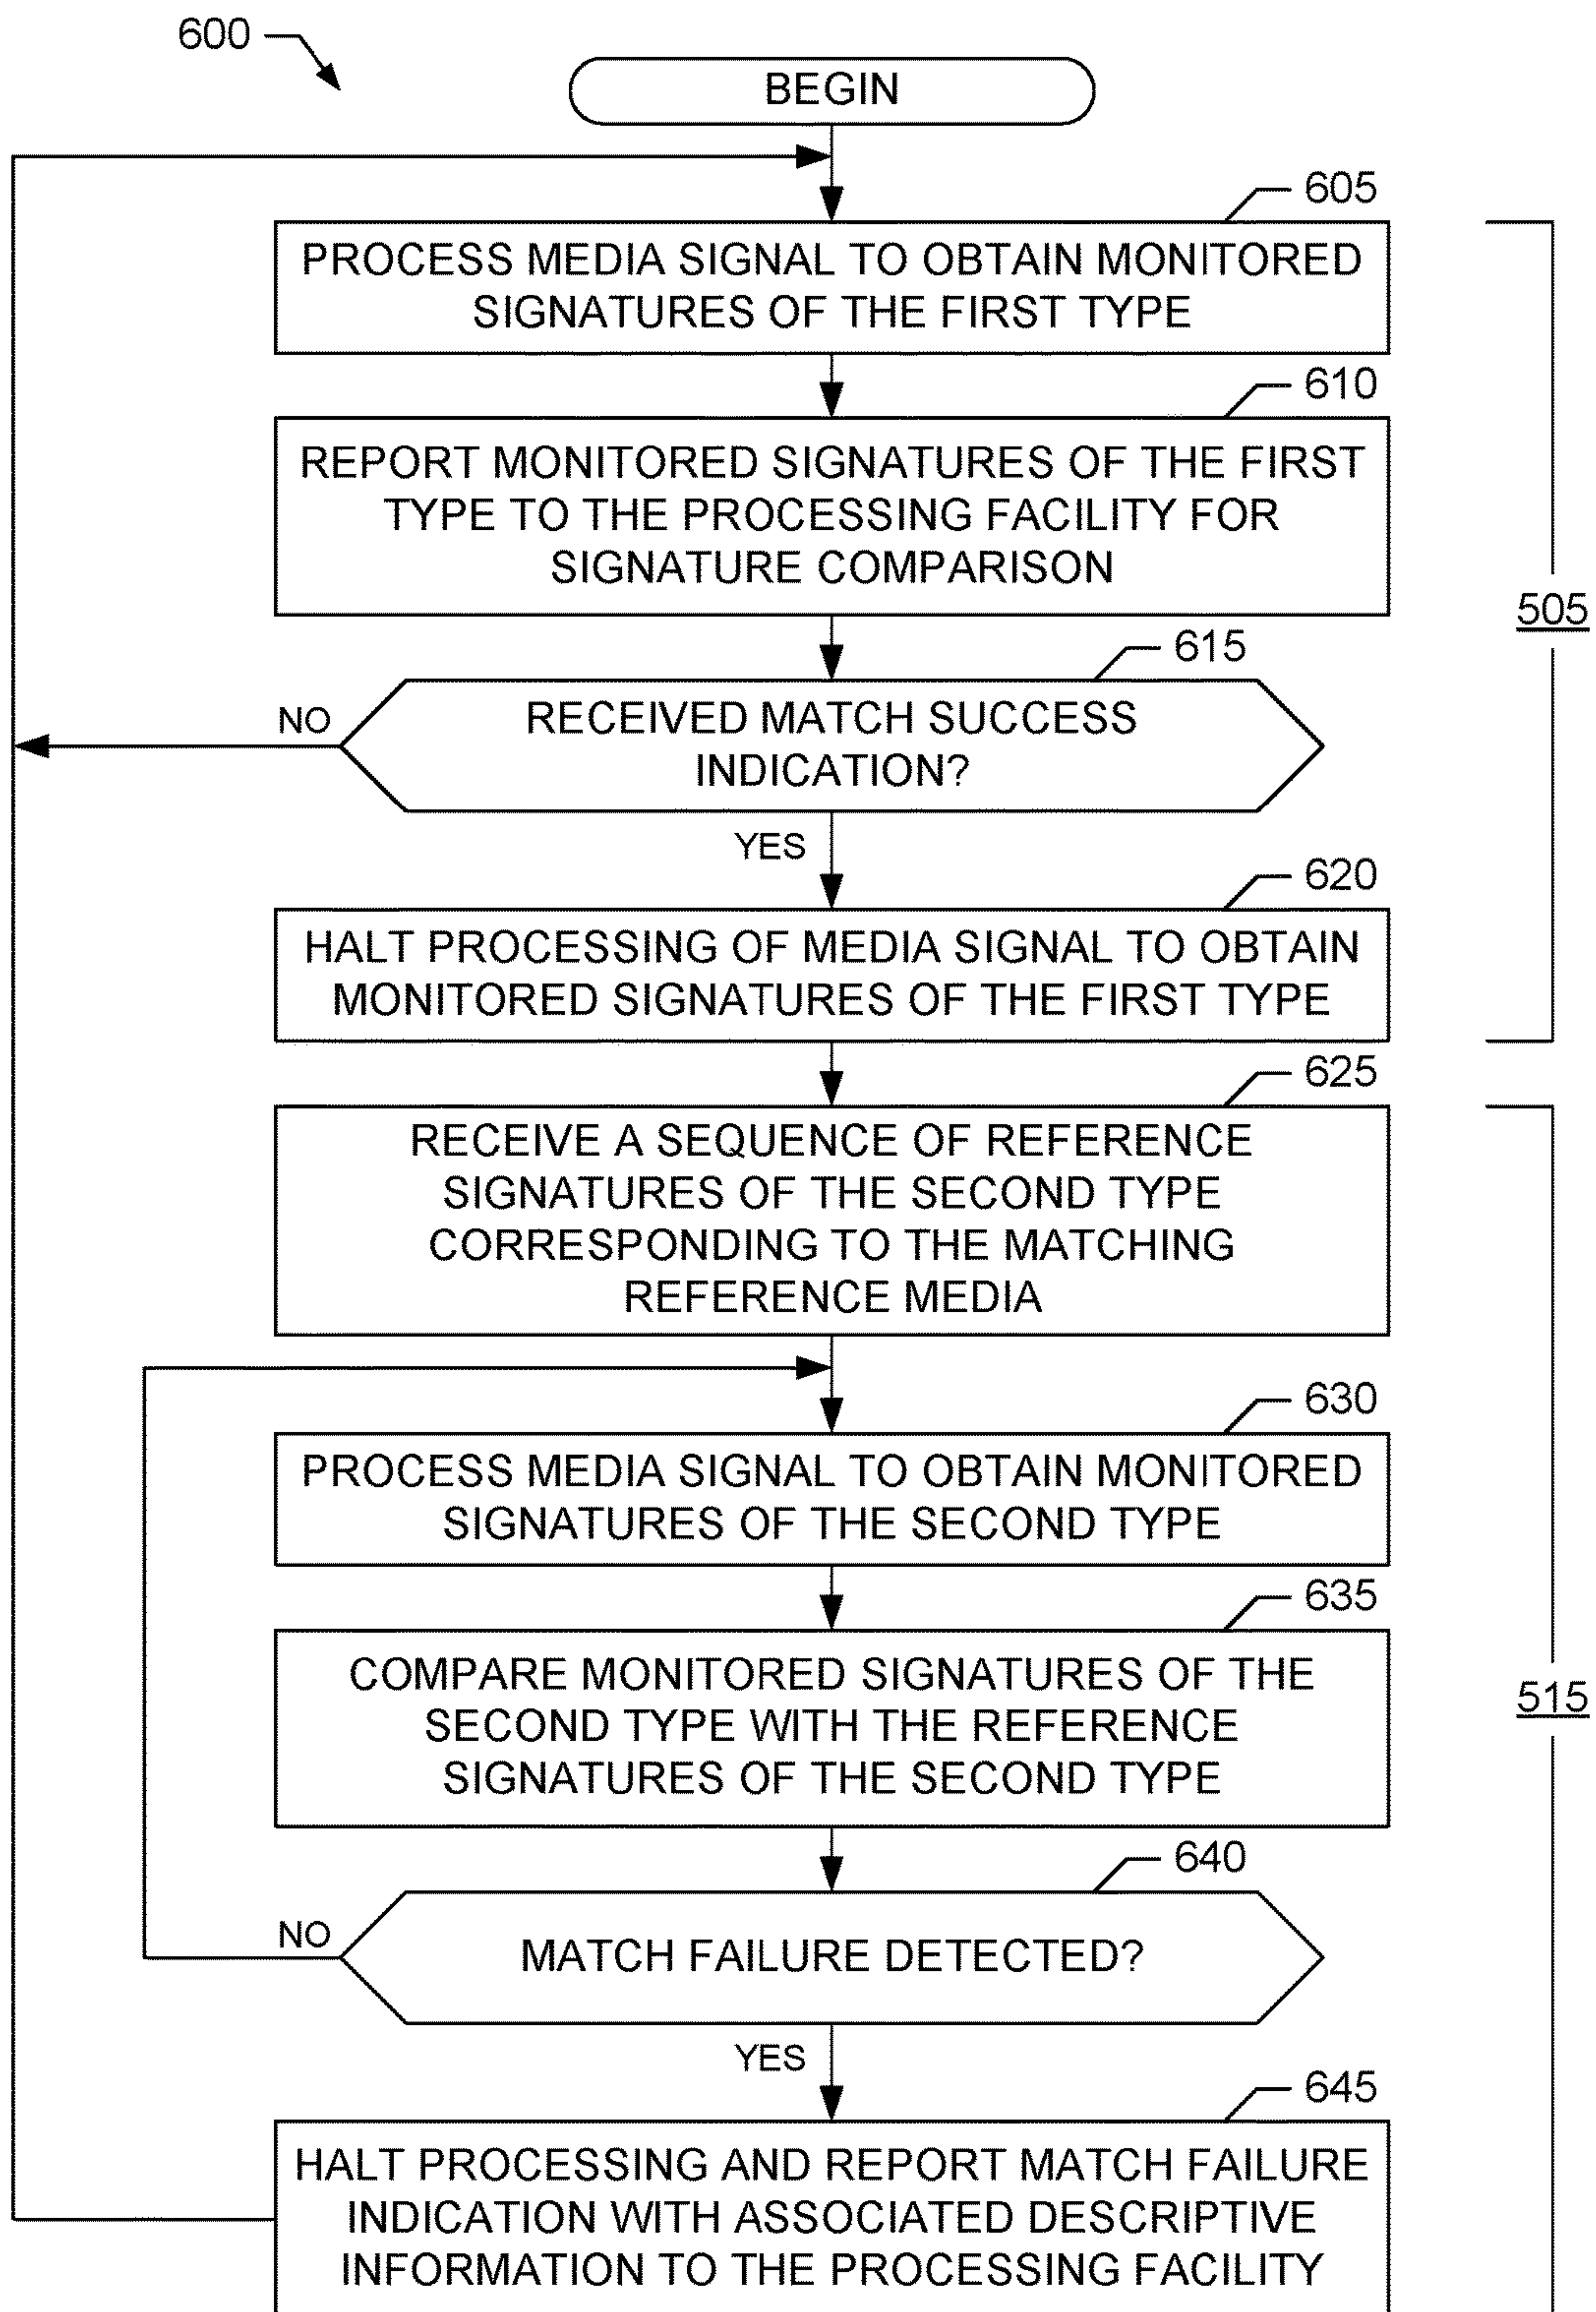 600
BEGIN
605
PROCESS MEDIA SIGNAL TO OBTAIN MONITORED
SIGNATURES OF THE FIRST TYPE
610
REPORT MONITORED SIGNATURES OF THE FIRST
TYPE TO THE PROCESSING FACILITY FOR
SIGNATURE COMPARISON
505
615
RECEIVED MATCH SUCCESS
INDICATION?
NO
YES
620
HALT PROCESSING OF MEDIA SIGNAL TO OBTAIN
MONITORED SIGNATURES OF THE FIRST TYPE
625
RECEIVE A SEQUENCE OF REFERENCE
SIGNATURES OF THE SECOND TYPE
CORRESPONDING TO THE MATCHING
REFERENCE MEDIA
630
PROCESS MEDIA SIGNAL TO OBTAIN MONITORED
SIGNATURES OF THE SECOND TYPE
635
COMPARE MONITORED SIGNATURES OF THE
SECOND TYPE WITH THE REFERENCE
SIGNATURES OF THE SECOND TYPE
515
640
MATCH FAILURE DETECTED?
NO
YES
645
HALT PROCESSING AND REPORT MATCH FAILURE
INDICATION WITH ASSOCIATED DESCRIPTIVE
INFORMATION TO THE PROCESSING FACILITY